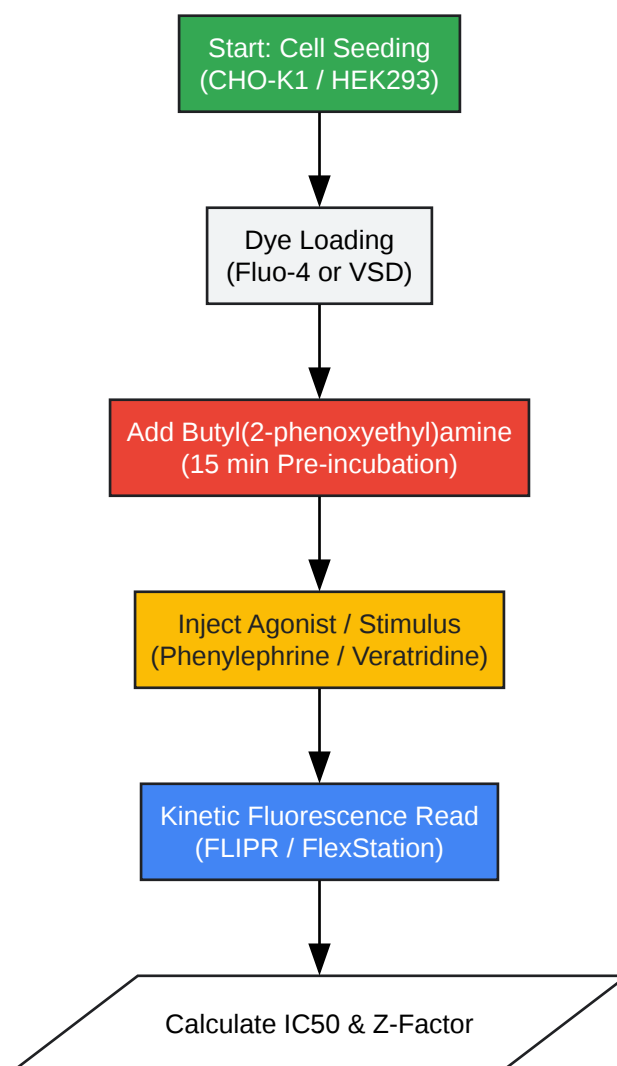 Start: Cell Seeding
(CHO-K1 / HEK293)
Dye Loading
(Fluo-4 or VSD)
Add Butyl(2-phenoxyethyl)amine
(15 min Pre-incubation)
Inject Agonist / Stimulus
(Phenylephrine / Veratridine)
Kinetic Fluorescence Read
(FLIPR / FlexStation)
Calculate IC50 & Z-Factor